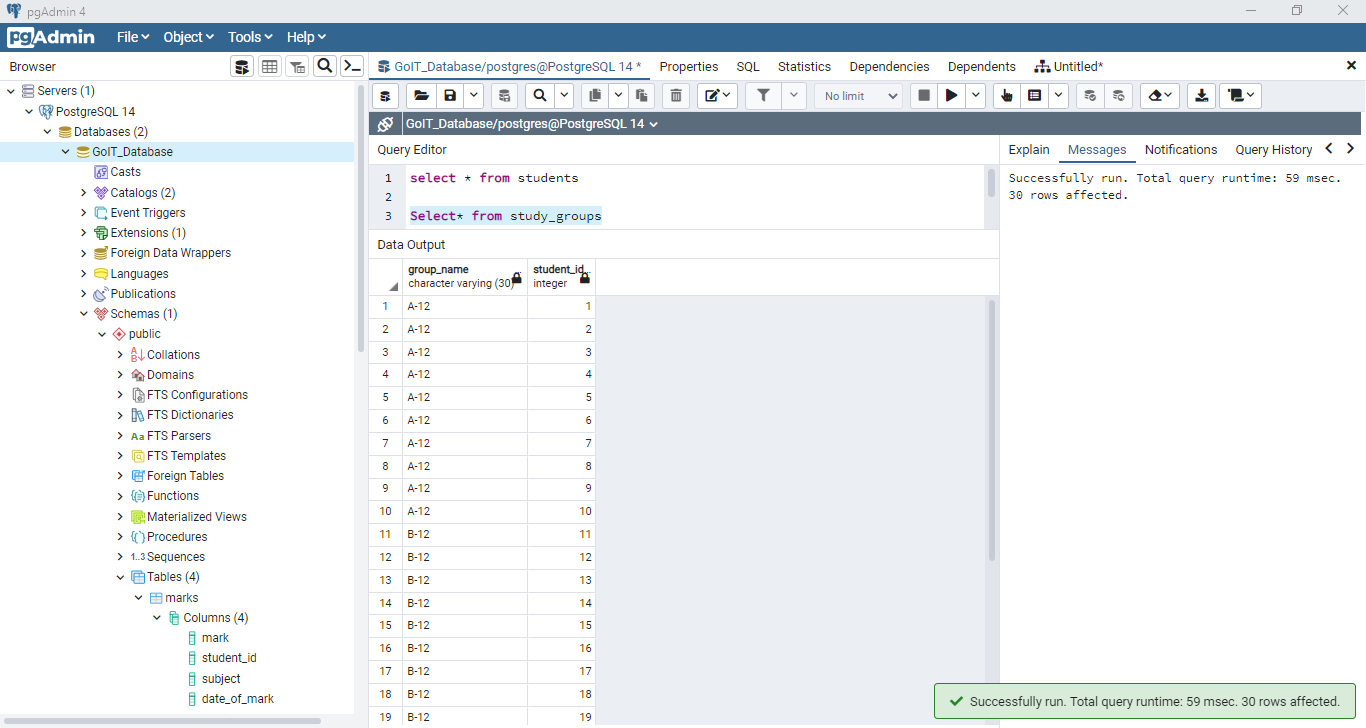 pgAdmin 4
pgAdmin File Object Tools Help
Browser
Servers (1)
PostgreSQL 14
Databases (2)
GoIT_Database
Casts
Catalogs (2)
Event Triggers
Extensions (1)
Foreign Data Wrappers
Languages
Publications
Schemas (1)
public
Collations
Domains
FTS Configurations
FTS Dictionaries
Aa FTS Parsers
FTS Templates
Foreign Tables
Functions
Materialized Views
Procedures
1..3 Sequences
Tables (4)
marks
Columns (4)
mark
student_id
subject
date_of_mark
GoIT_Database/postgres@PostgreSQL 14 * Properties SQL Statistics Dependencies Dependents Untitled*
No limit
GoIT_Database/postgres@PostgreSQL 14
Query Editor
1 select * from students
2
3 Select* from study_groups
Data Output
group_name student_id
character varying (30) integer
1 A-12 1
2 A-12 2
3 A-12 3
4 A-12 4
5 A-12 5
6 A-12 6
7 A-12 7
8 A-12 8
9 A-12 9
10 A-12 10
11 B-12 11
12 B-12 12
13 B-12 13
14 B-12 14
15 B-12 15
16 B-12 16
17 B-12 17
18 B-12 18
19 B-12 19
Explain Messages Notifications Query History
Successfully run. Total query runtime: 59 msec.
30 rows affected.
Successfully run. Total query runtime: 59 msec. 30 rows affected.